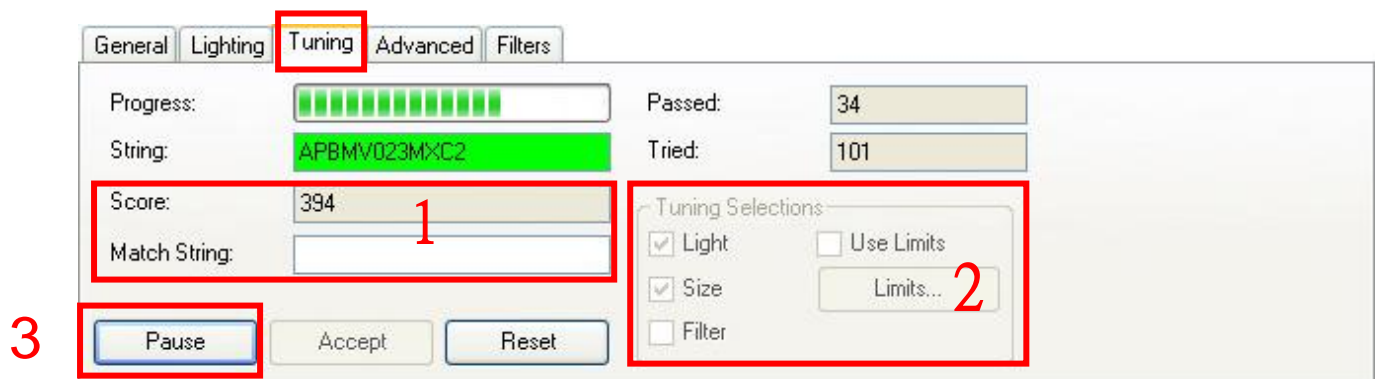 General Lighting Tuning Advanced Filters
Progress: Passed: 34
String: APBMV023MXC2 Tried: 101
Score: 394 1 Tuning Selections
Light Use Limits
Match String:
Size Limits... 2
Filter
3 Pause Accept Reset